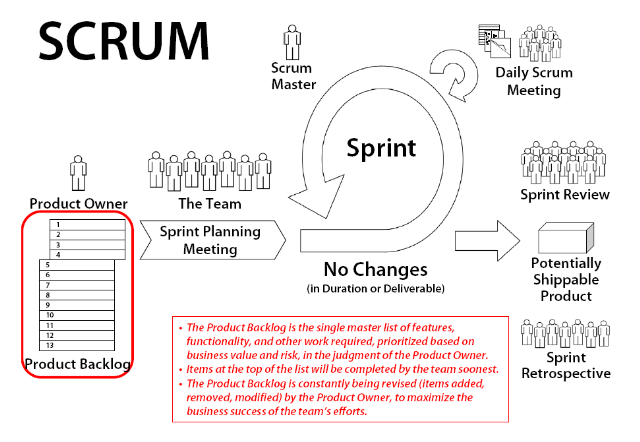 SCRUM
Scrum
Master
Daily Scrum
Meeting
Sprint
Product Owner
The Team
Sprint Review
1
2
3
4
5
6
7
8
9
10
11
12
13
Product Backlog
Sprint Planning
Meeting
No Changes
(in Duration or Deliverable)
Potentially
Shippable
Product
Sprint
Retrospective
• The Product Backlog is the single master list of features,
functionality, and other work required, prioritized based on
business value and risk, in the judgment of the Product Owner.
• Items at the top of the list will be completed by the team soonest.
• The Product Backlog is constantly being revised (items added,
removed, modified) by the Product Owner, to maximize the
business success of the team's efforts.